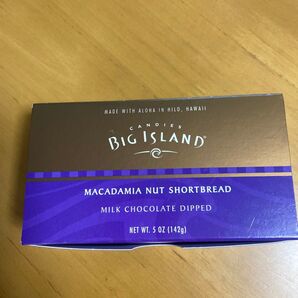 MADE WITH ALOHA IN HILO, HAWAII
CANDIES
BIG ISLAND
MACADAMIA NUT SHORTBREAD
MILK CHOCOLATE DIPPED
NET WT. 5 OZ (142g)